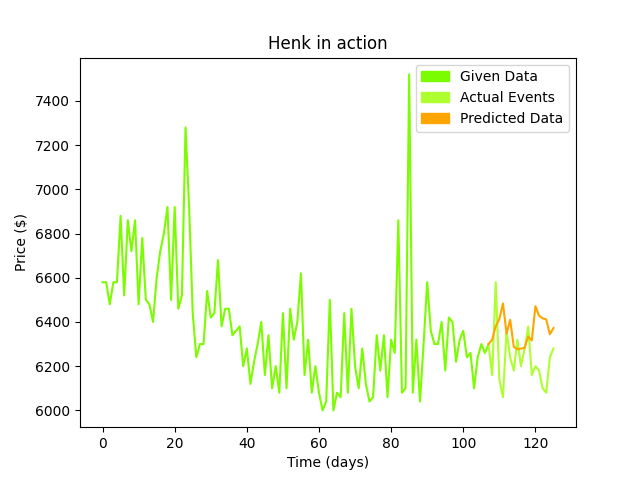 Henk in action
Given Data
Actual Events
Predicted Data
7400
7200
7000
6800
6600
6400
6200
6000
Price ($)
0 20 40 60 80 100 120
Time (days)